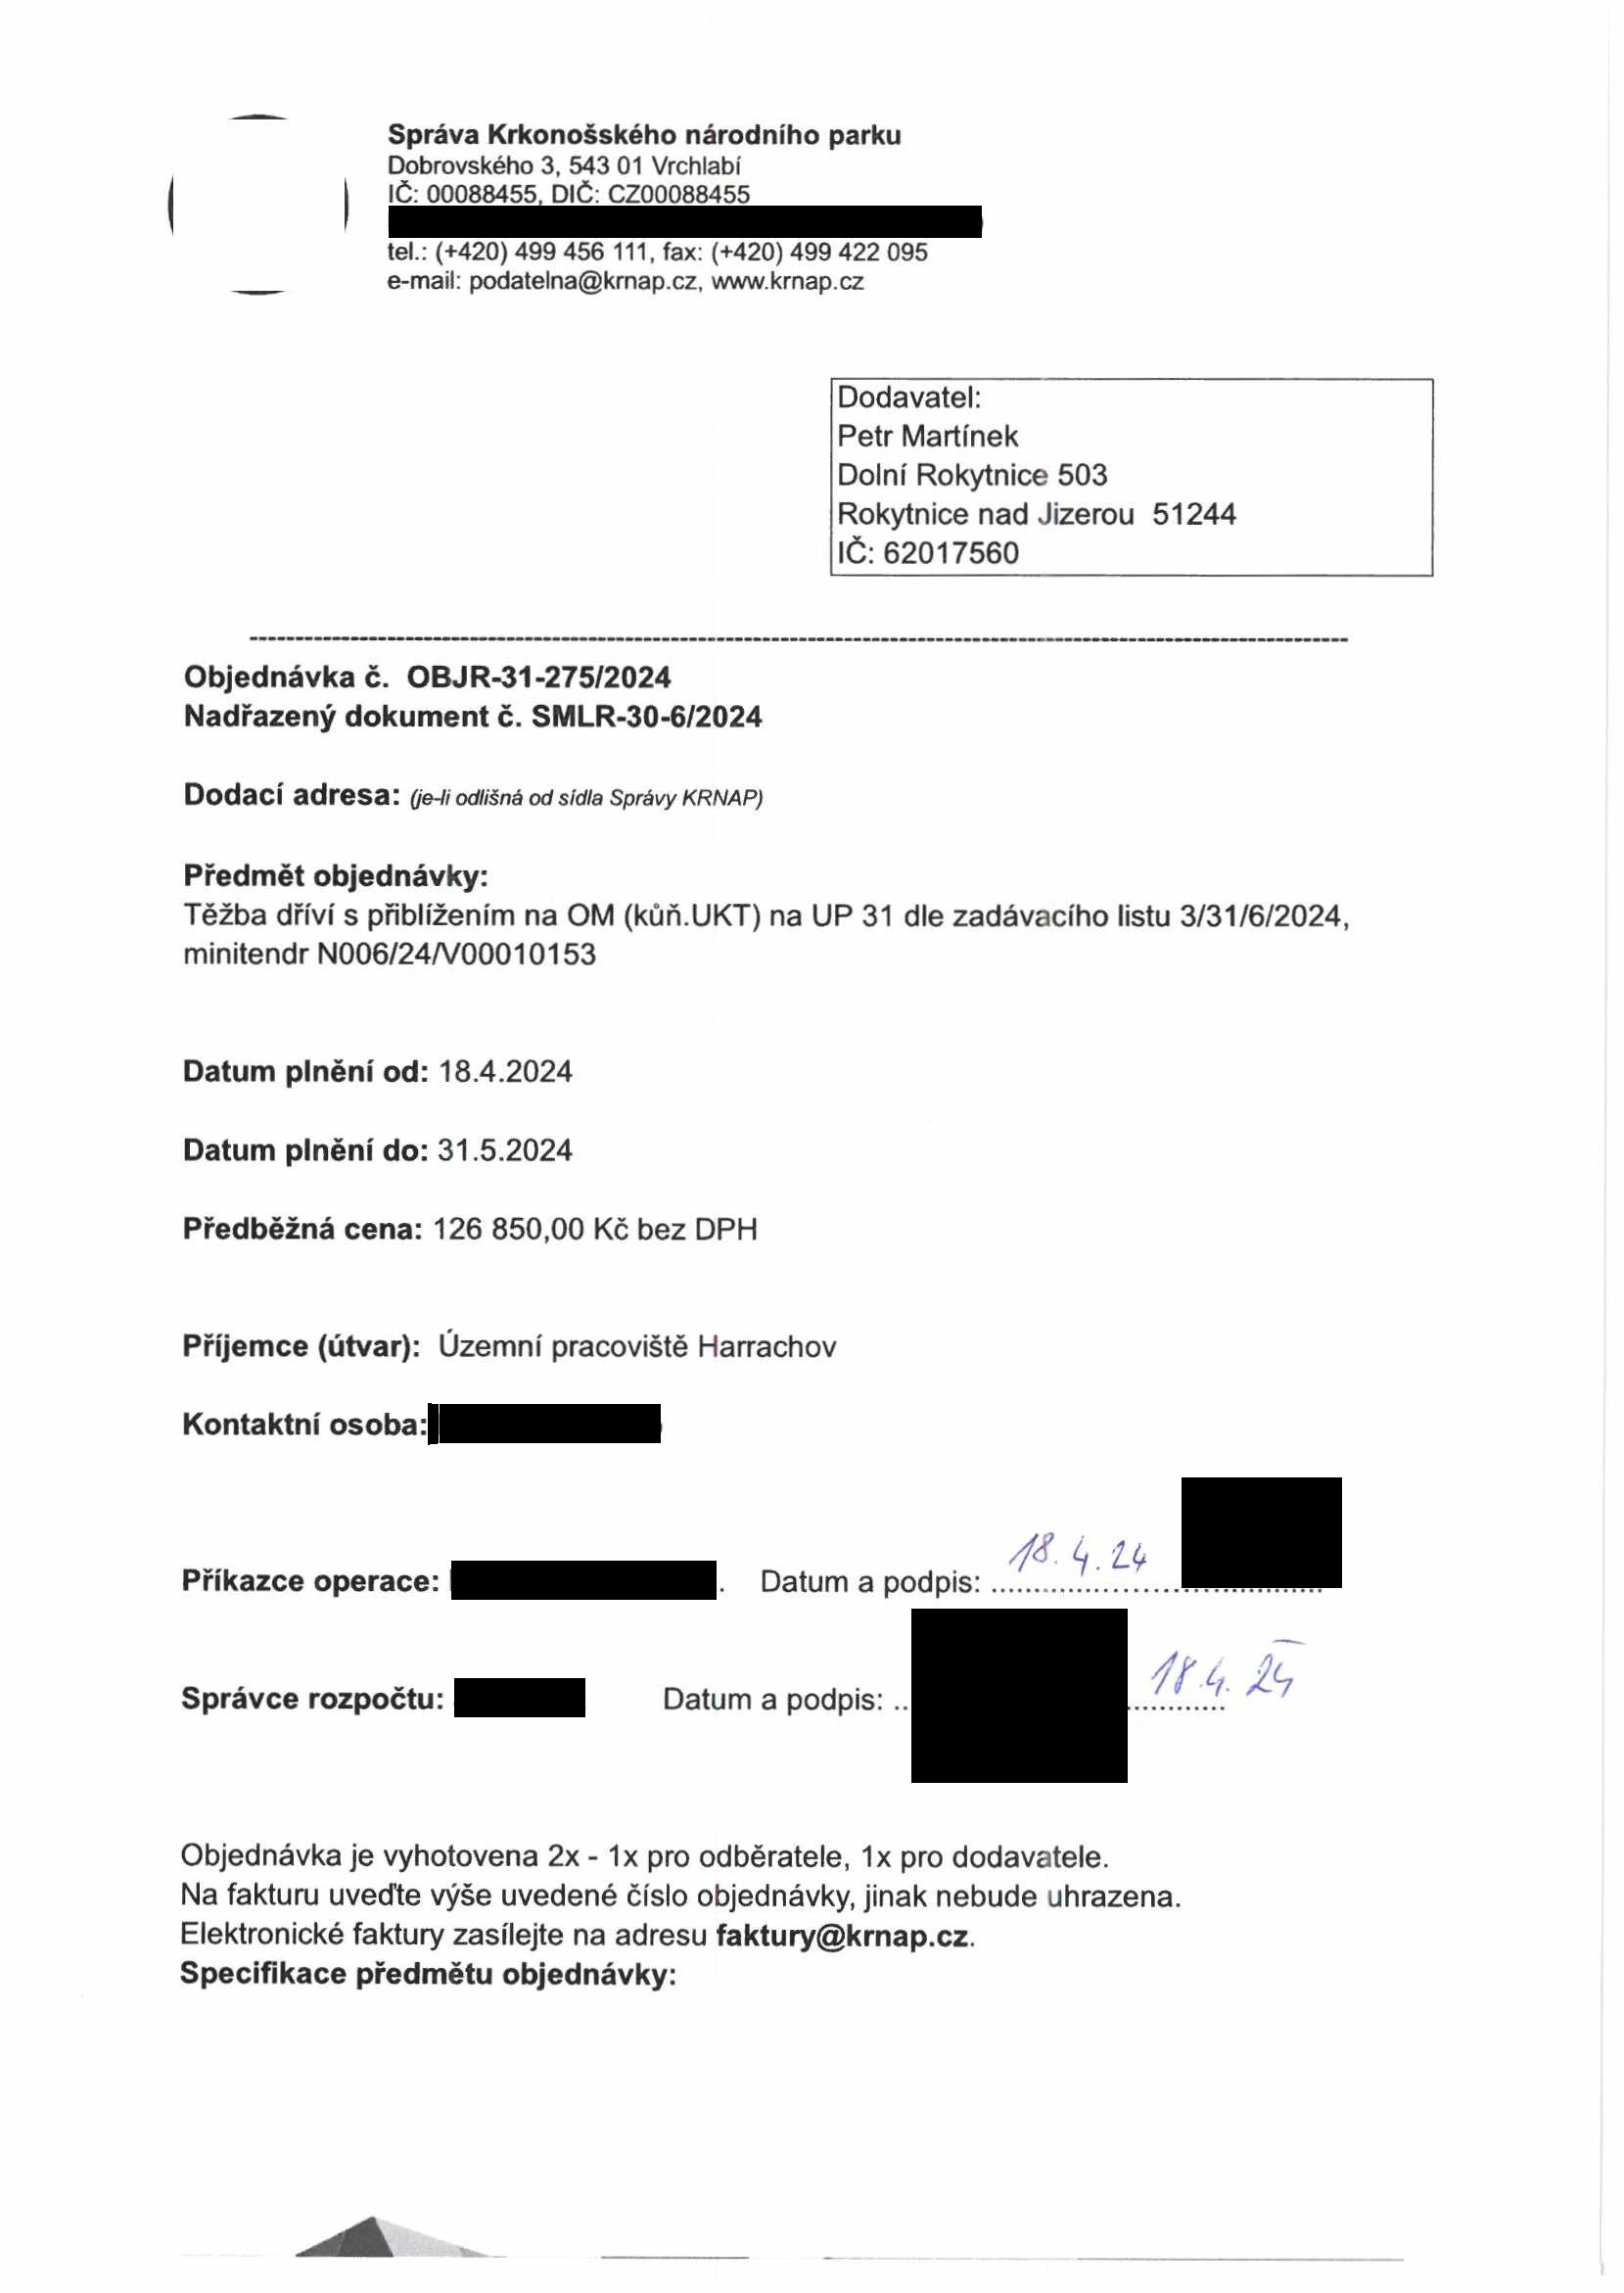 Správa Krkonošského národního parku
Dobrovského 3, 543 01 Vrchlabí
IČ: 00088455, DIČ: CZ00088455
tel.: (+420) 499 456 111, fax: (+420) 499 422 095
e-mail: podatelna@krnap.cz, www.krnap.cz
Dodavatel:
Petr Martínek
Dolní Rokytnice 503
Rokytnice nad Jizerou 51244
IČ: 62017560
Objednávka č. OBJR-31-275/2024
Nadřazený dokument č. SMLR-30-6/2024
Dodací adresa: (je-li odlišná od sídla Správy KRNAP)
Předmět objednávky:
Těžba dříví s přiblížením na OM (kůň.UKT) na UP 31 dle zadávacího listu 3/31/6/2024,
minitendr N006/24/V00010153
Datum plnění od: 18.4.2024
Datum plnění do: 31.5.2024
Předběžná cena: 126 850,00 Kč bez DPH
Příjemce (útvar): Územní pracoviště Harrachov
Kontaktní osoba:
Příkazce operace: . Datum a podpis: 18.4.24
Správce rozpočtu: Datum a podpis: 18.4.24
Objednávka je vyhotovena 2x - 1x pro odběratele, 1x pro dodavatele.
Na fakturu uveďte výše uvedené číslo objednávky, jinak nebude uhrazena.
Elektronické faktury zasílejte na adresu faktury@krnap.cz.
Specifikace předmětu objednávky: